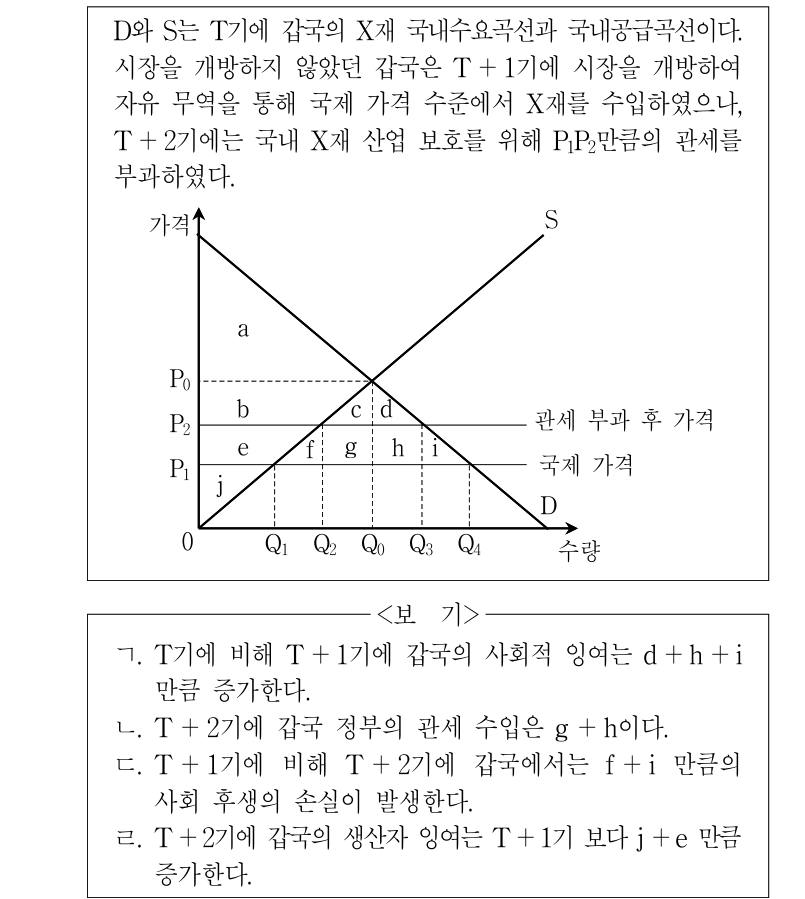 D와 S는 T기에 갑국의 X재 국내수요곡선과 국내공급곡선이다.
시장을 개방하지 않았던 갑국은 T + 1기에 시장을 개방하여
자유 무역을 통해 국제 가격 수준에서 X재를 수입하였으나,
T + 2기에는 국내 X재 산업 보호를 위해 P₁P₂만큼의 관세를
부과하였다.
가격
S
a
P₀
b
c
d
P₂
관세 부과 후 가격
e
f
g
h
i
P₁
국제 가격
j
D
0
Q₁
Q₂
Q₀
Q₃
Q₄
수량
<보 기>
ㄱ. T기에 비해 T + 1기에 갑국의 사회적 잉여는 d + h + i
만큼 증가한다.
ㄴ. T + 2기에 갑국 정부의 관세 수입은 g + h이다.
ㄷ. T + 1기에 비해 T + 2기에 갑국에서는 f + i 만큼의
사회 후생의 손실이 발생한다.
ㄹ. T + 2기에 갑국의 생산자 잉여는 T + 1기 보다 j + e 만큼
증가한다.